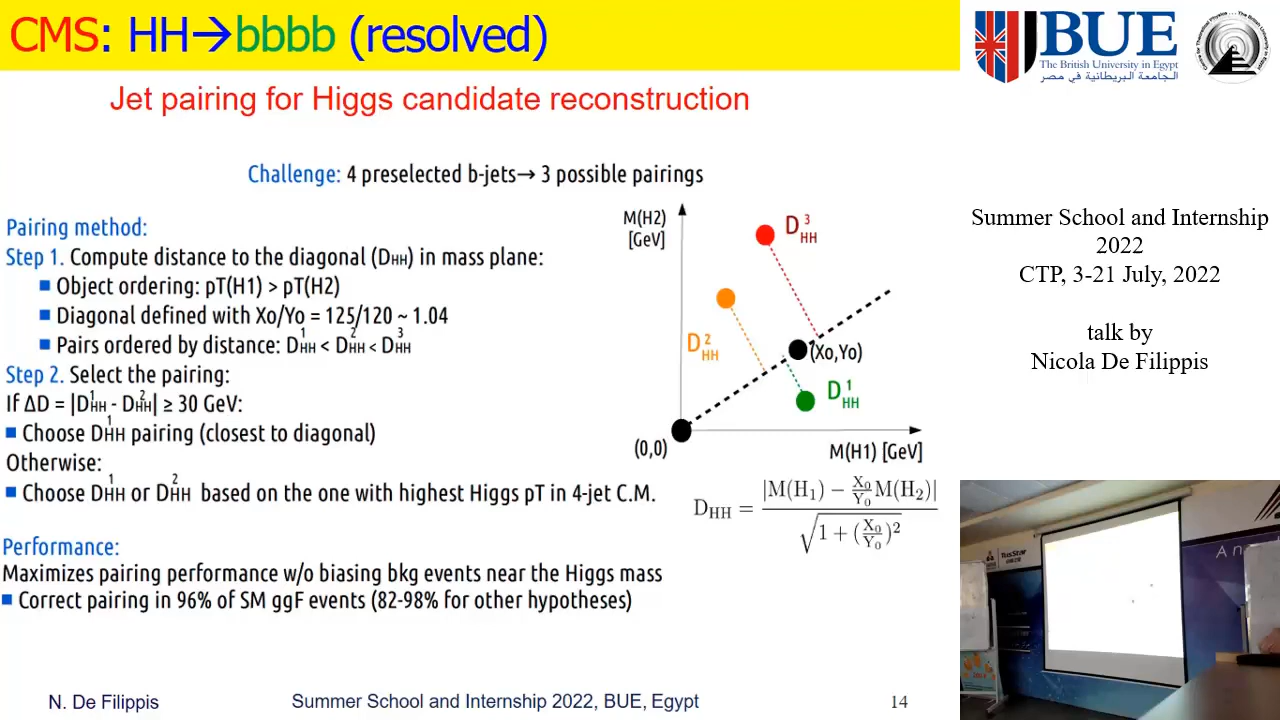 CMS: HH→bbbb (resolved)
Jet pairing for Higgs candidate reconstruction
Challenge: 4 preselected b-jets→ 3 possible pairings
Pairing method:
Step 1. Compute distance to the diagonal (DHH) in mass plane:
■ Object ordering: pT(H1) > pT(H2)
■ Diagonal defined with Xo/Yo = 125/120 ~ 1.04
■ Pairs ordered by distance: D¹HH < D²HH < D³HH
Step 2. Select the pairing:
If ΔD = |D¹HH - D²HH| ≥ 30 GeV:
■ Choose D¹HH pairing (closest to diagonal)
Otherwise:
■ Choose D¹HH or D²HH based on the one with highest Higgs pT in 4-jet C.M.
Performance:
Maximizes pairing performance w/o biasing bkg events near the Higgs mass
■ Correct pairing in 96% of SM ggF events (82-98% for other hypotheses)
M(H2)
[GeV]
D³HH
D²HH
(Xo,Yo)
D¹HH
(0,0)
M(H1) [GeV]
DHH = |M(H₁) − X₀/Y₀ M(H₂)| / √(1 + (X₀/Y₀)²)
N. De Filippis
Summer School and Internship 2022, BUE, Egypt
14
BUE
The British University in Egypt
الجامعة البريطانية في مصر
Summer School and Internship
2022
CTP, 3-21 July, 2022
talk by
Nicola De Filippis